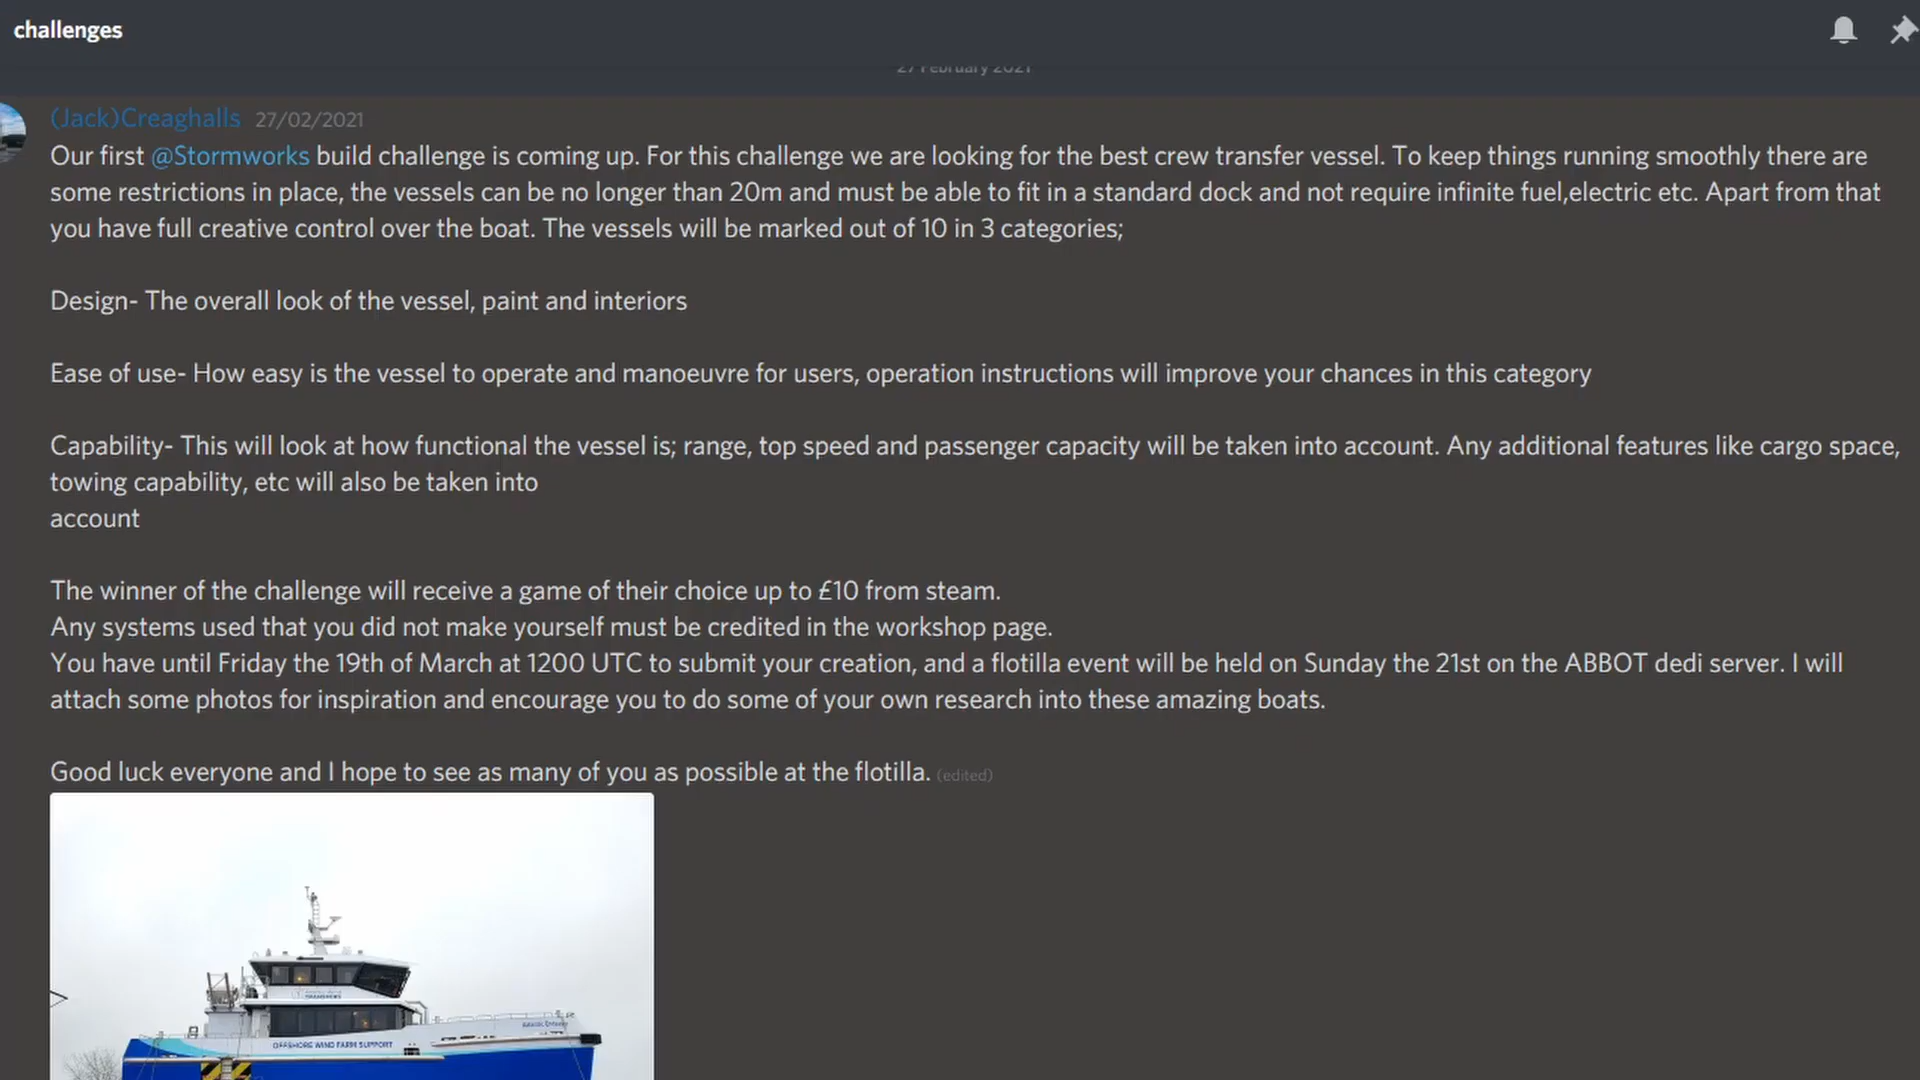 challenges
27 February 2021
(Jack)Creaghalls 27/02/2021
Our first @Stormworks build challenge is coming up. For this challenge we are looking for the best crew transfer vessel. To keep things running smoothly there are
some restrictions in place, the vessels can be no longer than 20m and must be able to fit in a standard dock and not require infinite fuel,electric etc. Apart from that
you have full creative control over the boat. The vessels will be marked out of 10 in 3 categories;
Design- The overall look of the vessel, paint and interiors
Ease of use- How easy is the vessel to operate and manoeuvre for users, operation instructions will improve your chances in this category
Capability- This will look at how functional the vessel is; range, top speed and passenger capacity will be taken into account. Any additional features like cargo space,
towing capability, etc will also be taken into
account
The winner of the challenge will receive a game of their choice up to £10 from steam.
Any systems used that you did not make yourself must be credited in the workshop page.
You have until Friday the 19th of March at 1200 UTC to submit your creation, and a flotilla event will be held on Sunday the 21st on the ABBOT dedi server. I will
attach some photos for inspiration and encourage you to do some of your own research into these amazing boats.
Good luck everyone and I hope to see as many of you as possible at the flotilla. (edited)
OFFSHORE WIND FARM SUPPORT